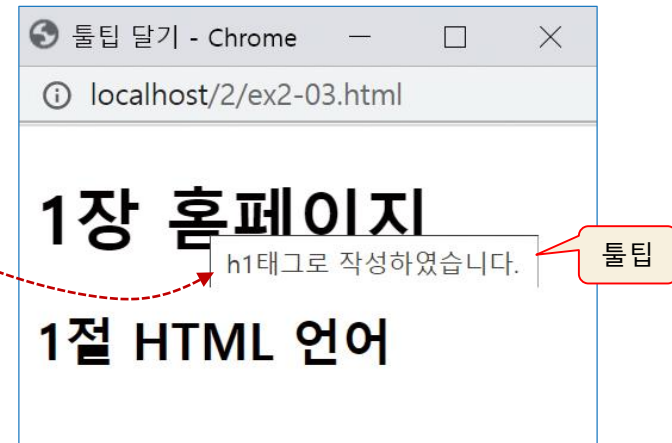 툴팁 달기 - Chrome
localhost/2/ex2-03.html
1장 홈페이지
h1태그로 작성하였습니다.
툴팁
1절 HTML 언어